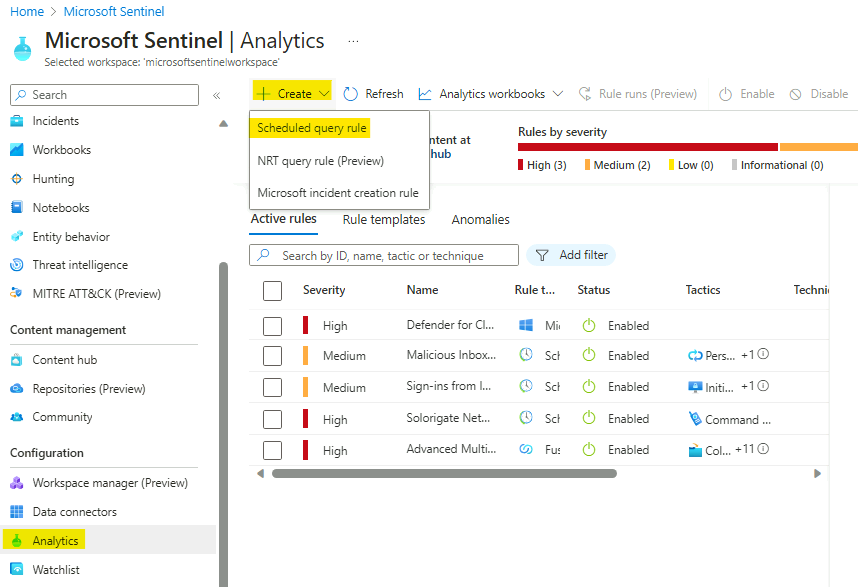 Home > Microsoft Sentinel
Microsoft Sentinel | Analytics ...
Selected workspace: 'microsoftsentinelworkspace'
Search «
Incidents
Workbooks
Hunting
Notebooks
Entity behavior
Threat intelligence
MITRE ATT&CK (Preview)
Content management
Content hub
Repositories (Preview)
Community
Configuration
Workspace manager (Preview)
Data connectors
Analytics
Watchlist
+ Create Refresh Analytics workbooks Rule runs (Preview) Enable Disable
Scheduled query rule
NRT query rule (Preview)
Microsoft incident creation rule
ntent at
hub
Rules by severity
High (3) Medium (2) Low (0) Informational (0)
Active rules Rule templates Anomalies
Search by ID, name, tactic or technique Add filter
Severity Name Rule t... Status Tactics Techni
High Defender for Cl... Mi Enabled
Medium Malicious Inbox... Sch Enabled Pers... +1
Medium Sign-ins from I... Sch Enabled Initi... +1
High Solorigate Net... Sch Enabled Command ...
High Advanced Multi... Fus Enabled Col... +11